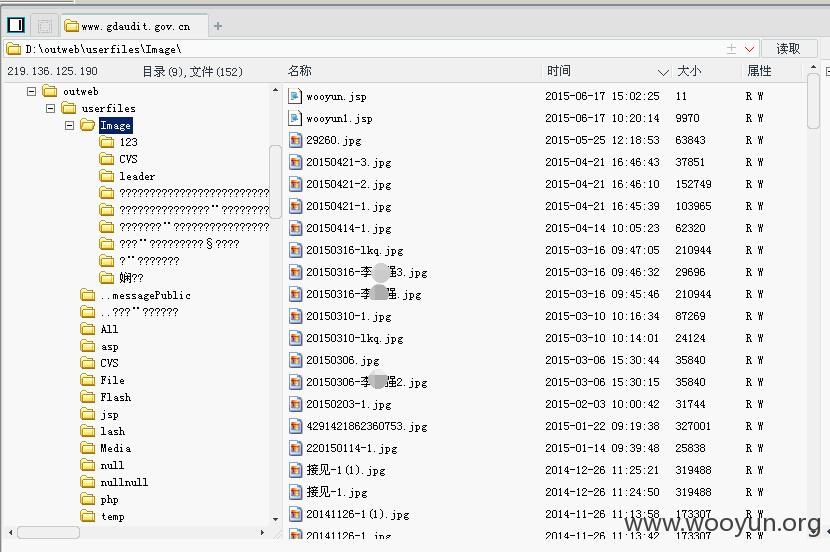 www.gdaudit.gov.cn
D:\outweb\userfiles\Image\ 读取
219.136.125.190 目录(9),文件(152) 名称 时间 大小 属性
outweb
userfiles
Image
123
CVS
leader
????????????????????????
??????????????¨????????
???????¨????????????????
???¨?????????§????
?¨???????
娴??
..messagePublic
..???¨??????
All
asp
CVS
File
Flash
jsp
lash
Media
null
nullnull
php
temp
wooyun.jsp 2015-06-17 15:02:25 11 R W
wooyun1.jsp 2015-06-17 10:20:14 9970 R W
29260.jpg 2015-05-25 12:18:53 63843 R W
20150421-3.jpg 2015-04-21 16:46:43 37851 R W
20150421-2.jpg 2015-04-21 16:46:10 152749 R W
20150421-1.jpg 2015-04-21 16:45:39 103965 R W
20150414-1.jpg 2015-04-14 10:05:23 62320 R W
20150316-lkq.jpg 2015-03-16 09:47:05 210944 R W
20150316-李 强3.jpg 2015-03-16 09:46:32 29696 R W
20150316-李 强.jpg 2015-03-16 09:45:46 210944 R W
20150310-1.jpg 2015-03-10 10:16:34 87269 R W
20150310-lkq.jpg 2015-03-10 10:14:01 24124 R W
20150306.jpg 2015-03-06 15:30:44 35840 R W
20150306-李 强2.jpg 2015-03-06 15:30:15 35840 R W
20150203-1.jpg 2015-02-03 10:00:42 31744 R W
4291421862360753.jpg 2015-01-22 09:19:38 327001 R W
220150114-1.jpg 2015-01-14 09:39:48 25838 R W
接见-1(1).jpg 2014-12-26 11:25:21 319488 R W
接见-1.jpg 2014-12-26 11:24:50 319488 R W
20141126-1(1).jpg 2014-11-26 11:13:58 173307 R W
20141126-1.jpg 2014-11-26 173307 R W
www.wooyun.org